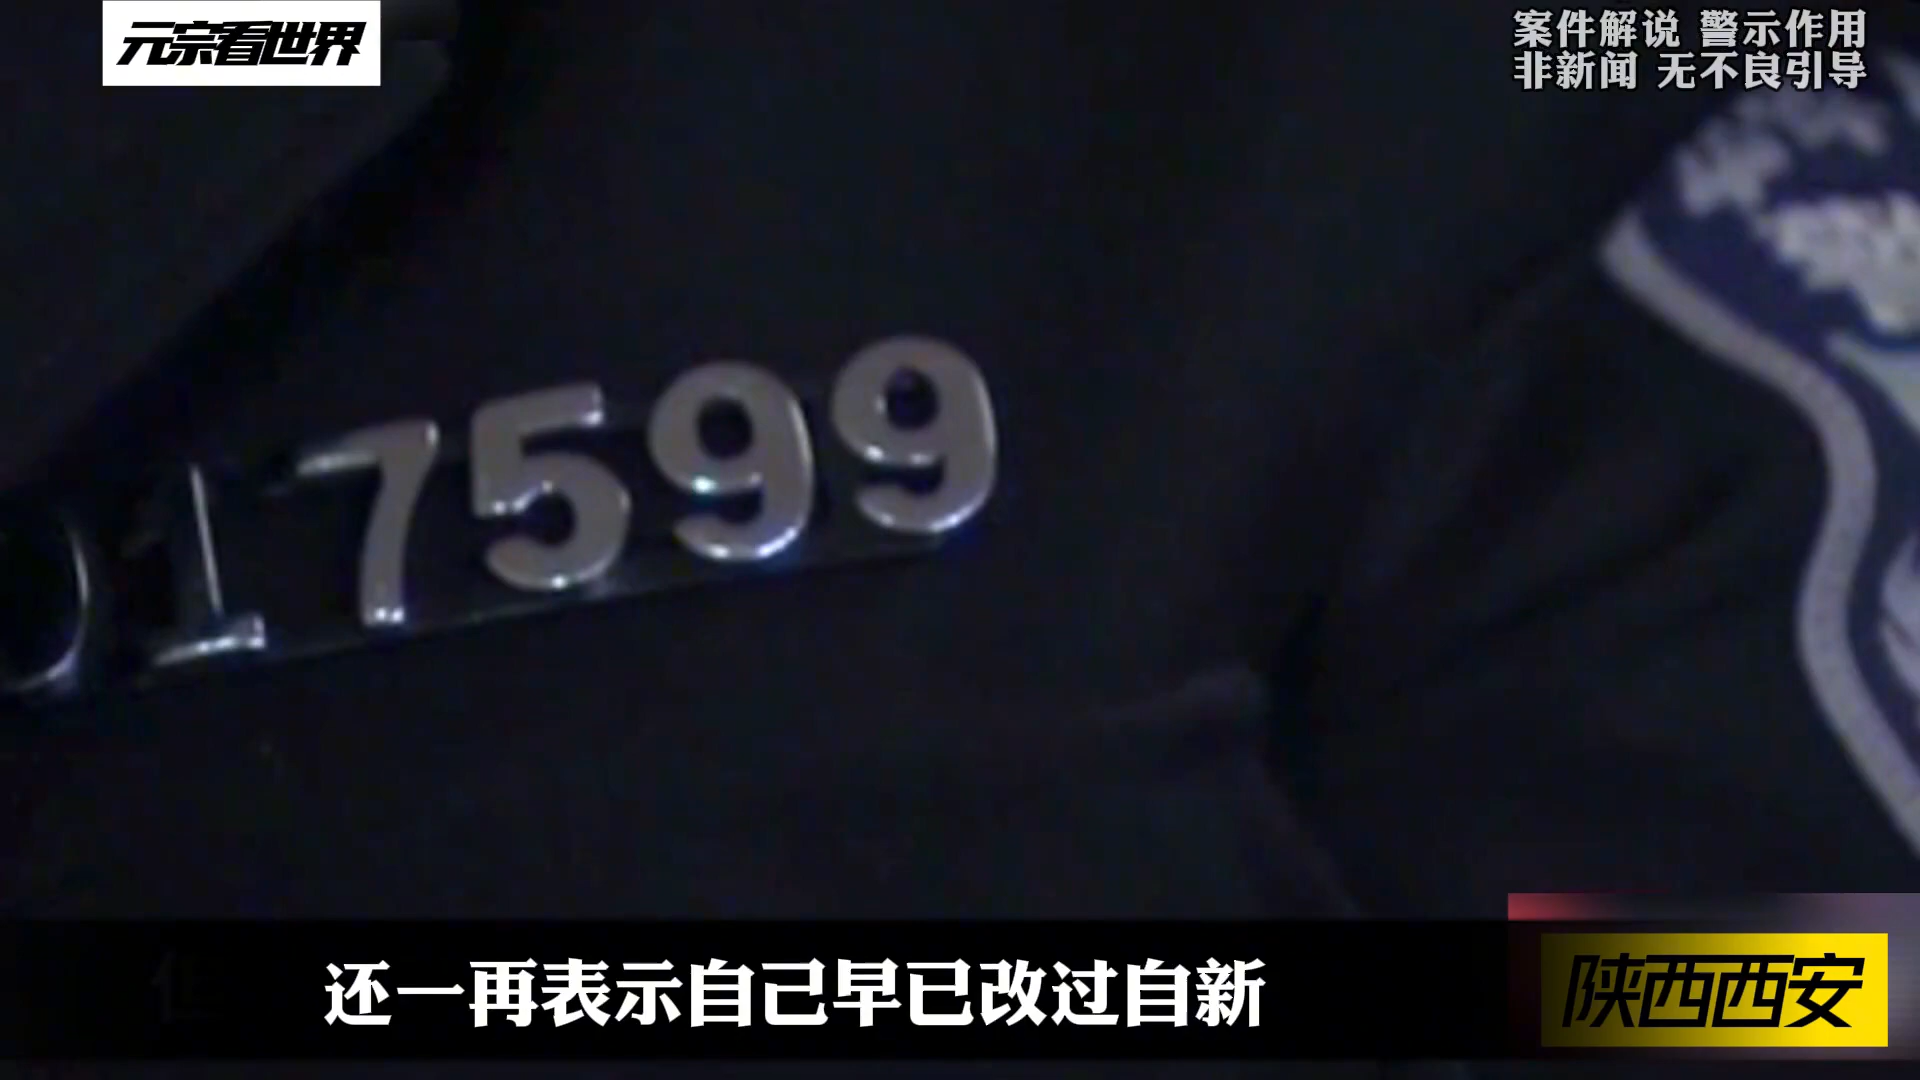 元宗看世界
案件解说 警示作用
非新闻 无不良引导
017599
还一再表示自己早已改过自新
陕西西安